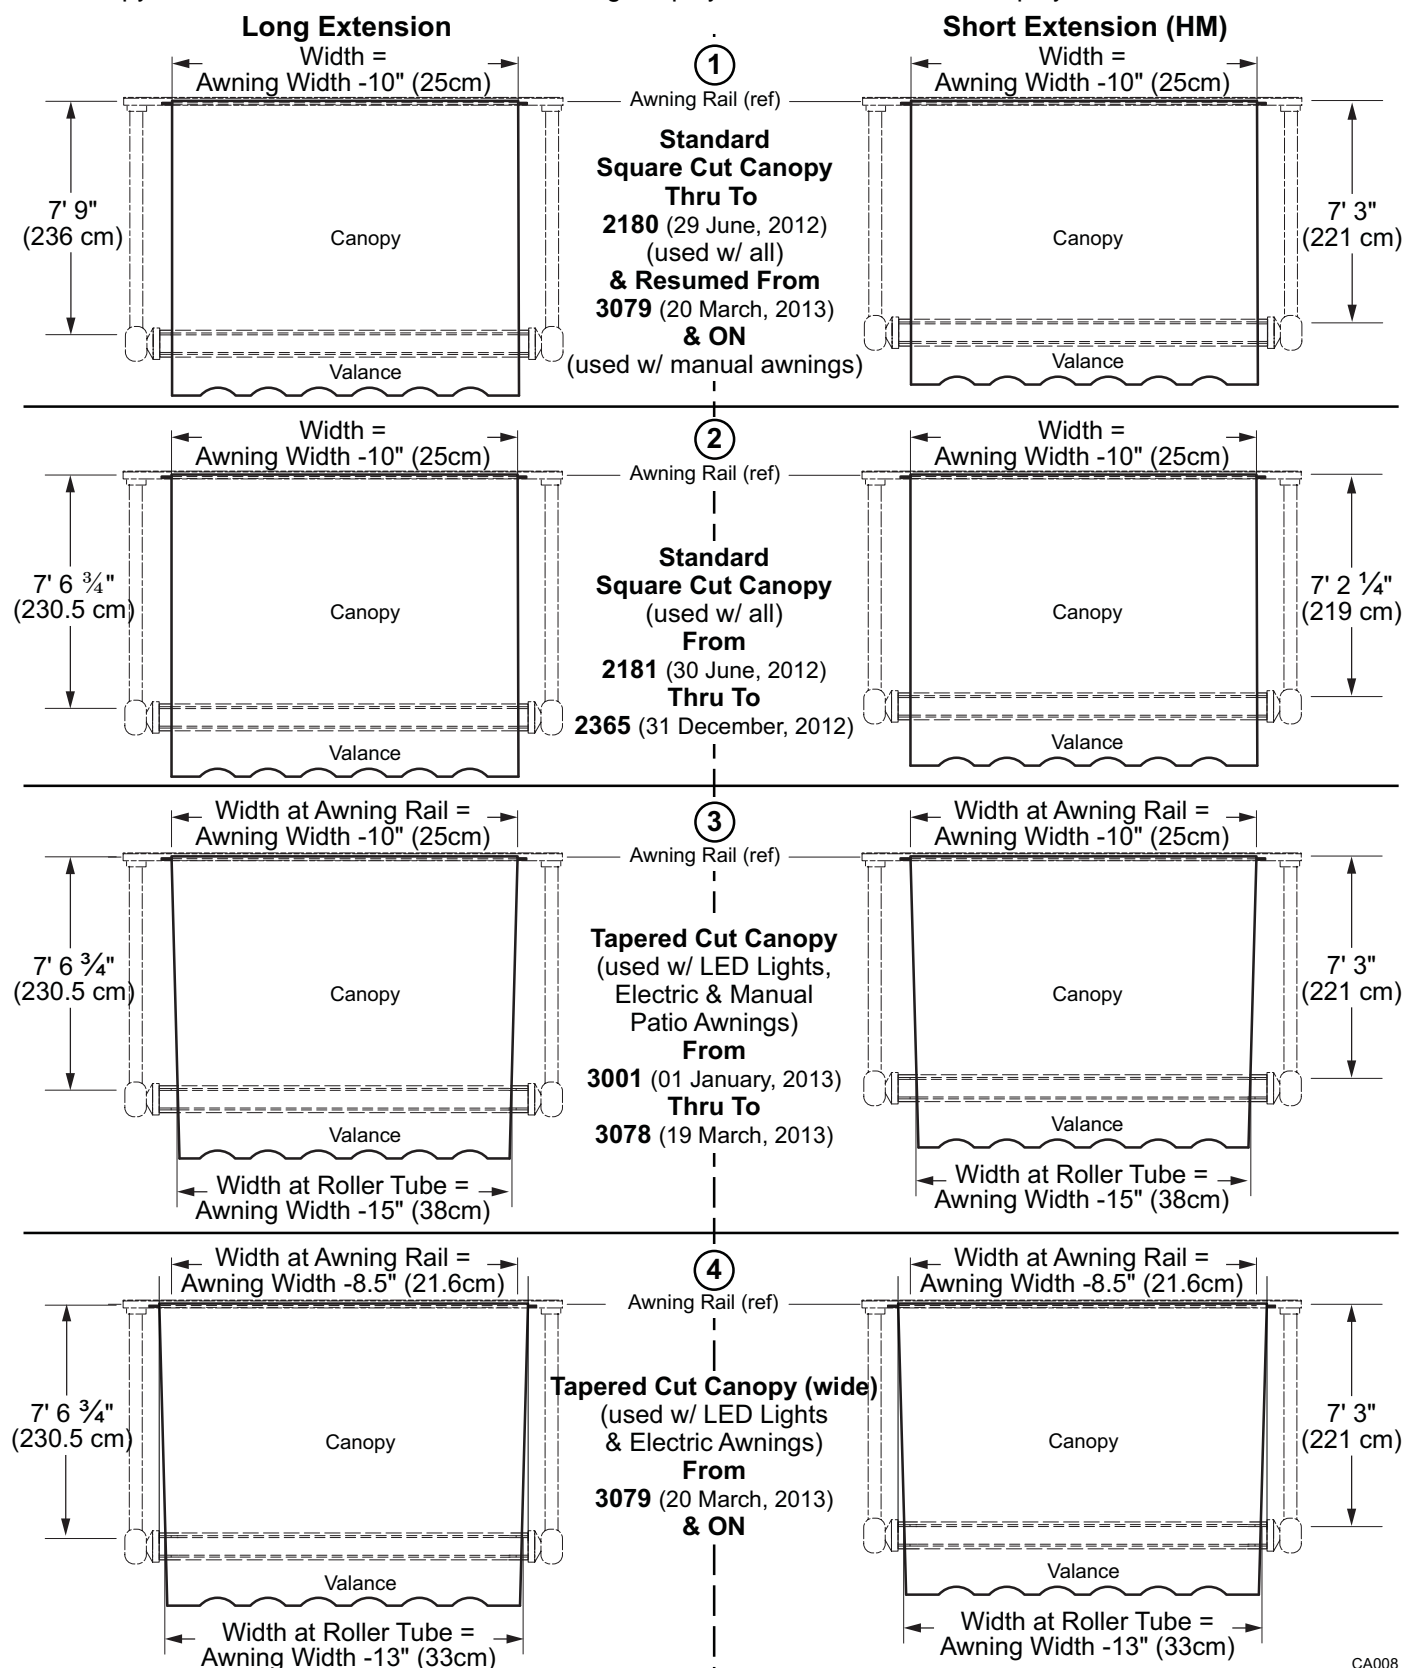 Long Extension
Short Extension (HM)
Width =
Awning Width -10" (25cm)
1
Awning Rail (ref)
Width =
Awning Width -10" (25cm)
7' 9"
(236 cm)
Canopy
Valance
Standard
Square Cut Canopy
Thru To
2180 (29 June, 2012)
(used w/ all)
& Resumed From
3079 (20 March, 2013)
& ON
(used w/ manual awnings)
Canopy
Valance
7' 3"
(221 cm)
Width =
Awning Width -10" (25cm)
2
Awning Rail (ref)
Width =
Awning Width -10" (25cm)
7' 6 ¾"
(230.5 cm)
Canopy
Valance
Standard
Square Cut Canopy
(used w/ all)
From
2181 (30 June, 2012)
Thru To
2365 (31 December, 2012)
Canopy
Valance
7' 2 ¼"
(219 cm)
Width at Awning Rail =
Awning Width -10" (25cm)
3
Awning Rail (ref)
Width at Awning Rail =
Awning Width -10" (25cm)
7' 6 ¾"
(230.5 cm)
Canopy
Valance
Width at Roller Tube =
Awning Width -15" (38cm)
Tapered Cut Canopy
(used w/ LED Lights,
Electric & Manual
Patio Awnings)
From
3001 (01 January, 2013)
Thru To
3078 (19 March, 2013)
Canopy
Valance
7' 3"
(221 cm)
Width at Roller Tube =
Awning Width -15" (38cm)
Width at Awning Rail =
Awning Width -8.5" (21.6cm)
4
Awning Rail (ref)
Width at Awning Rail =
Awning Width -8.5" (21.6cm)
7' 6 ¾"
(230.5 cm)
Canopy
Valance
Width at Roller Tube =
Awning Width -13" (33cm)
Tapered Cut Canopy (wide)
(used w/ LED Lights
& Electric Awnings)
From
3079 (20 March, 2013)
& ON
Canopy
Valance
7' 3"
(221 cm)
Width at Roller Tube =
Awning Width -13" (33cm)
CA008